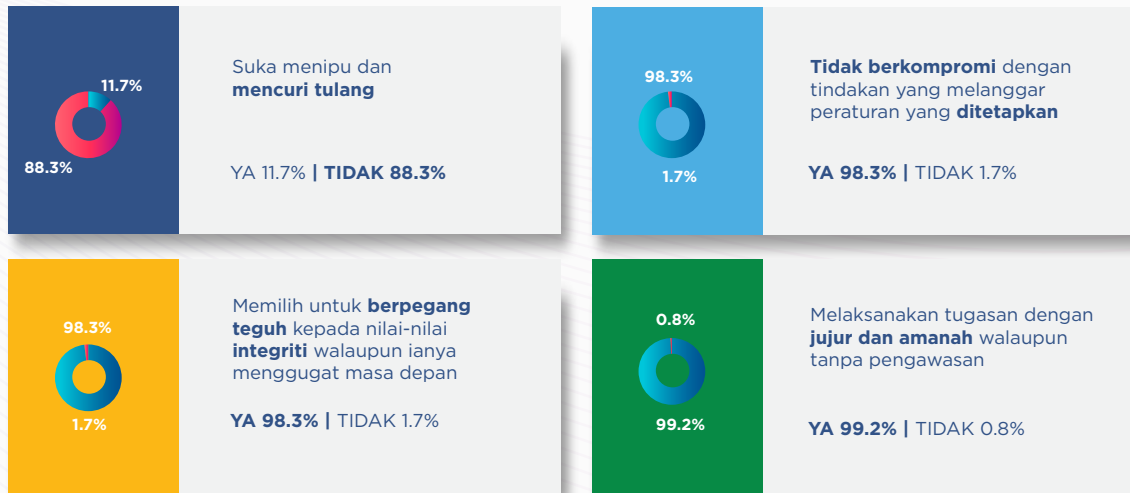 11.7%
88.3%
Suka menipu dan
mencuri tulang
YA 11.7% | TIDAK 88.3%
98.3%
1.7%
Tidak berkompromi dengan
tindakan yang melanggar
peraturan yang ditetapkan
YA 98.3% | TIDAK 1.7%
98.3%
1.7%
Memilih untuk berpegang
teguh kepada nilai-nilai
integriti walaupun ianya
menggugat masa depan
YA 98.3% | TIDAK 1.7%
0.8%
99.2%
Melaksanakan tugasan dengan
jujur dan amanah walaupun
tanpa pengawasan
YA 99.2% | TIDAK 0.8%